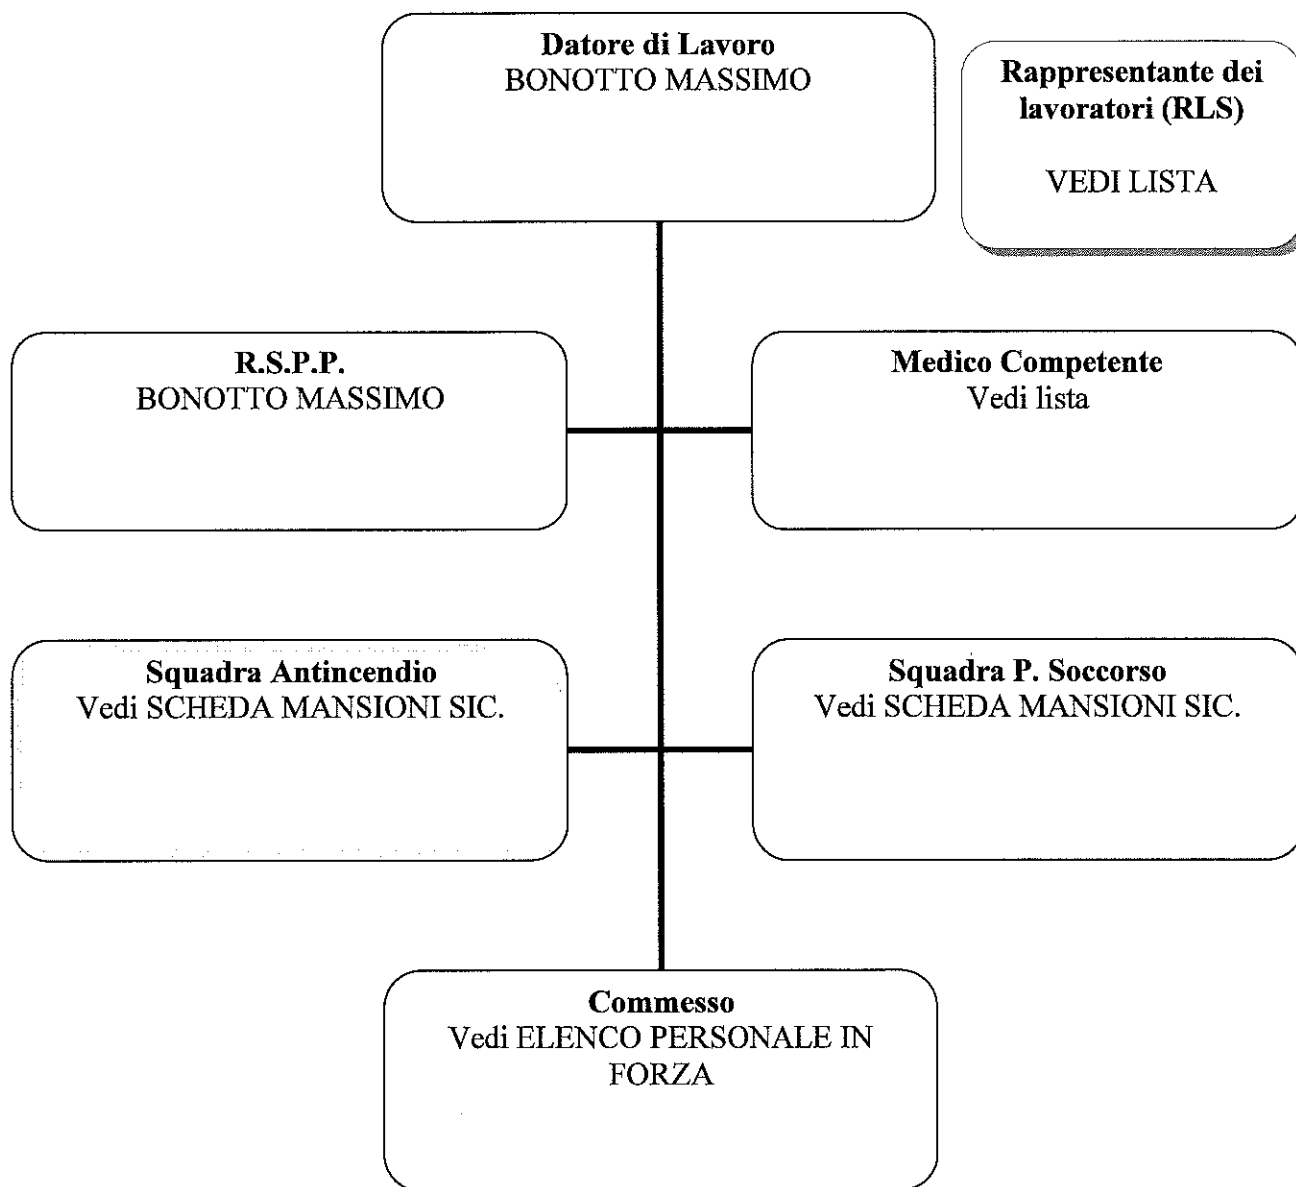 Datore di Lavoro
BONOTTO MASSIMO
Rappresentante dei
lavoratori (RLS)
VEDI LISTA
R.S.P.P.
BONOTTO MASSIMO
Medico Competente
Vedi lista
Squadra Antincendio
Vedi SCHEDA MANSIONI SIC.
Squadra P. Soccorso
Vedi SCHEDA MANSIONI SIC.
Commesso
Vedi ELENCO PERSONALE IN
FORZA